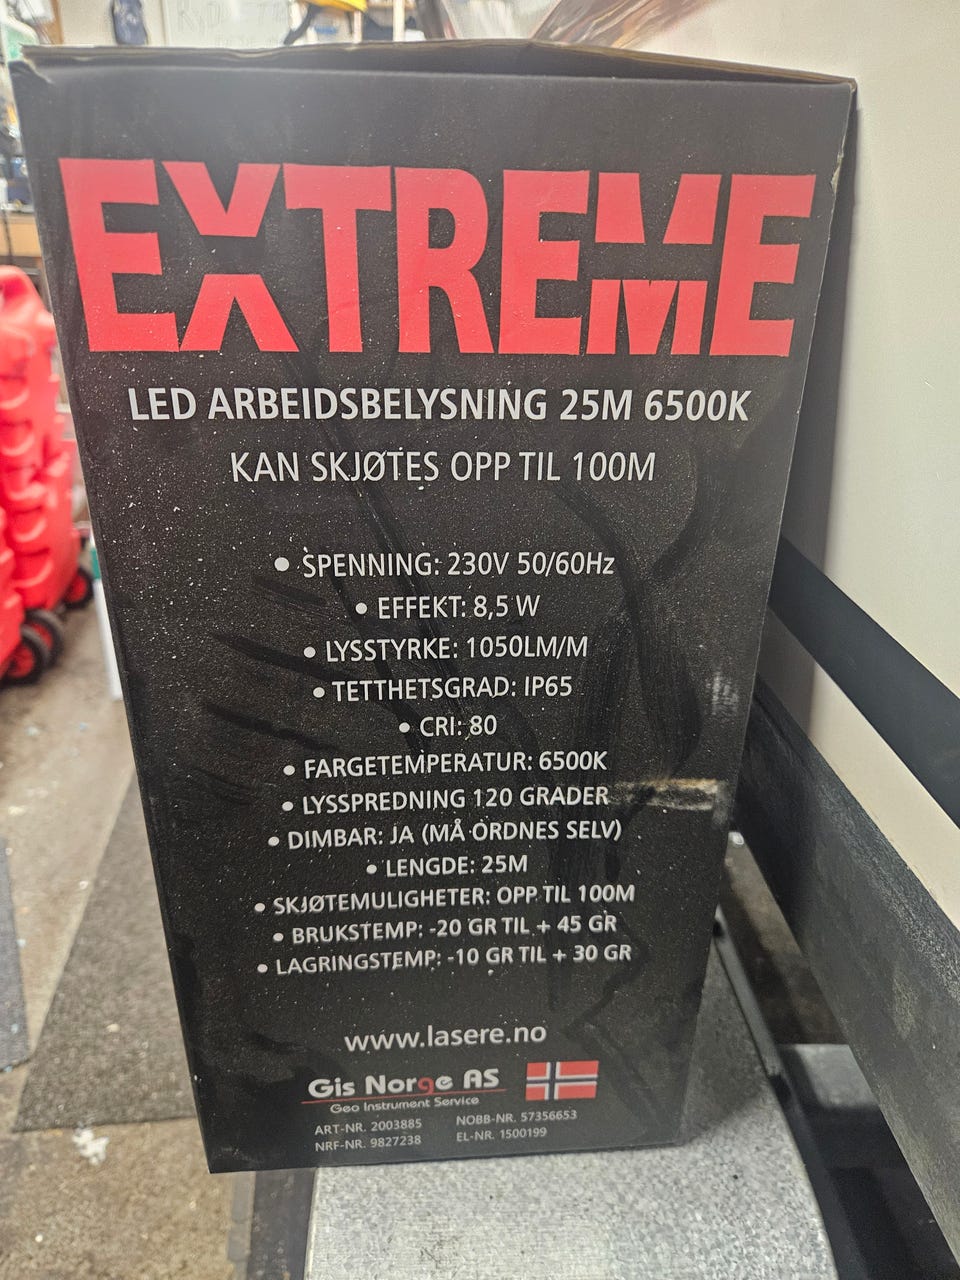 EXTREME
LED ARBEIDSBELYSNING 25M 6500K
KAN SKJØTES OPP TIL 100M
• SPENNING: 230V 50/60Hz
• EFFEKT: 8,5 W
• LYSSTYRKE: 1050LM/M
• TETTHETSGRAD: IP65
• CRI: 80
• FARGETEMPERATUR: 6500K
• LYSSPREDNING 120 GRADER
• DIMBAR: JA (MÅ ORDNES SELV)
• LENGDE: 25M
• SKJØTEMULIGHETER: OPP TIL 100M
• BRUKSTEMP: -20 GR TIL + 45 GR
• LAGRINGSTEMP: -10 GR TIL + 30 GR
www.lasere.no
Gis Norge AS
Geo Instrument Service
ART-NR. 2003885 NOBB-NR. 57356653
NRF-NR. 9827238 EL-NR. 1500199